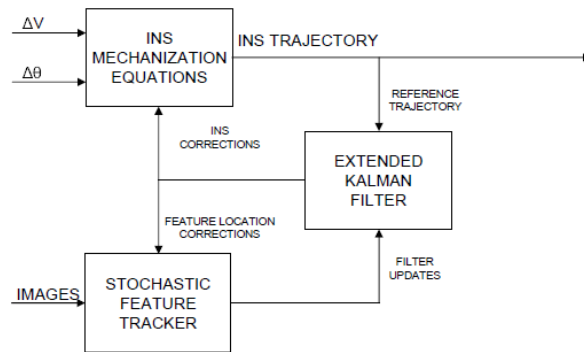 ΔV
Δθ
INS
MECHANIZATION
EQUATIONS
INS TRAJECTORY
REFERENCE
TRAJECTORY
INS
CORRECTIONS
EXTENDED
KALMAN
FILTER
FEATURE LOCATION
CORRECTIONS
FILTER
UPDATES
IMAGES
STOCHASTIC
FEATURE
TRACKER